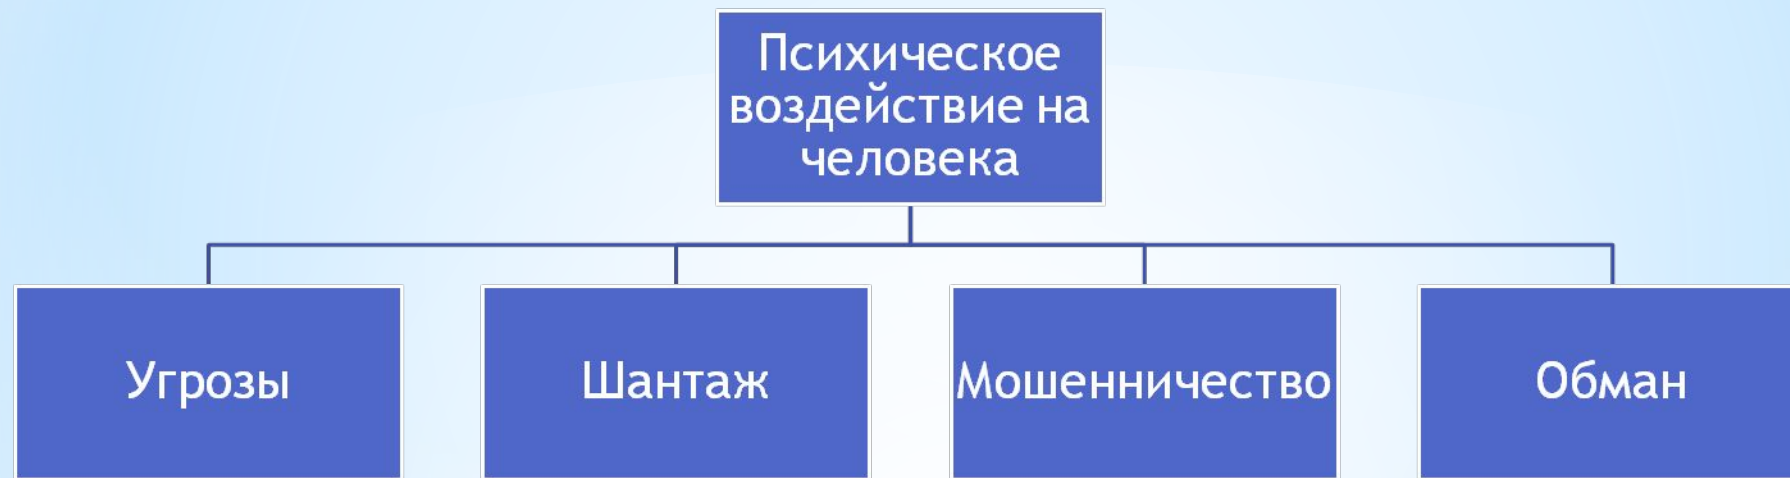 Психическое
воздействие на
человека
Угрозы
Шантаж
Мошенничество
Обман